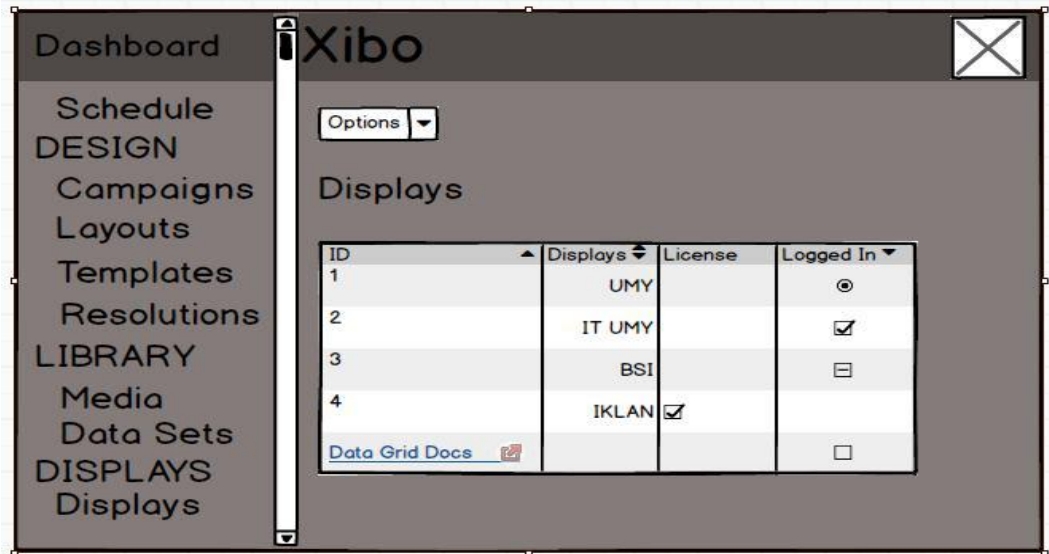 Dashboard
Schedule
DESIGN
Campaigns
Layouts
Templates
Resolutions
LIBRARY
Media
Data Sets
DISPLAYS
Displays
Xibo
Options
Displays
ID Displays License Logged In
1 UMY
2 IT UMY
3 BSI
4 IKLAN
Data Grid Docs